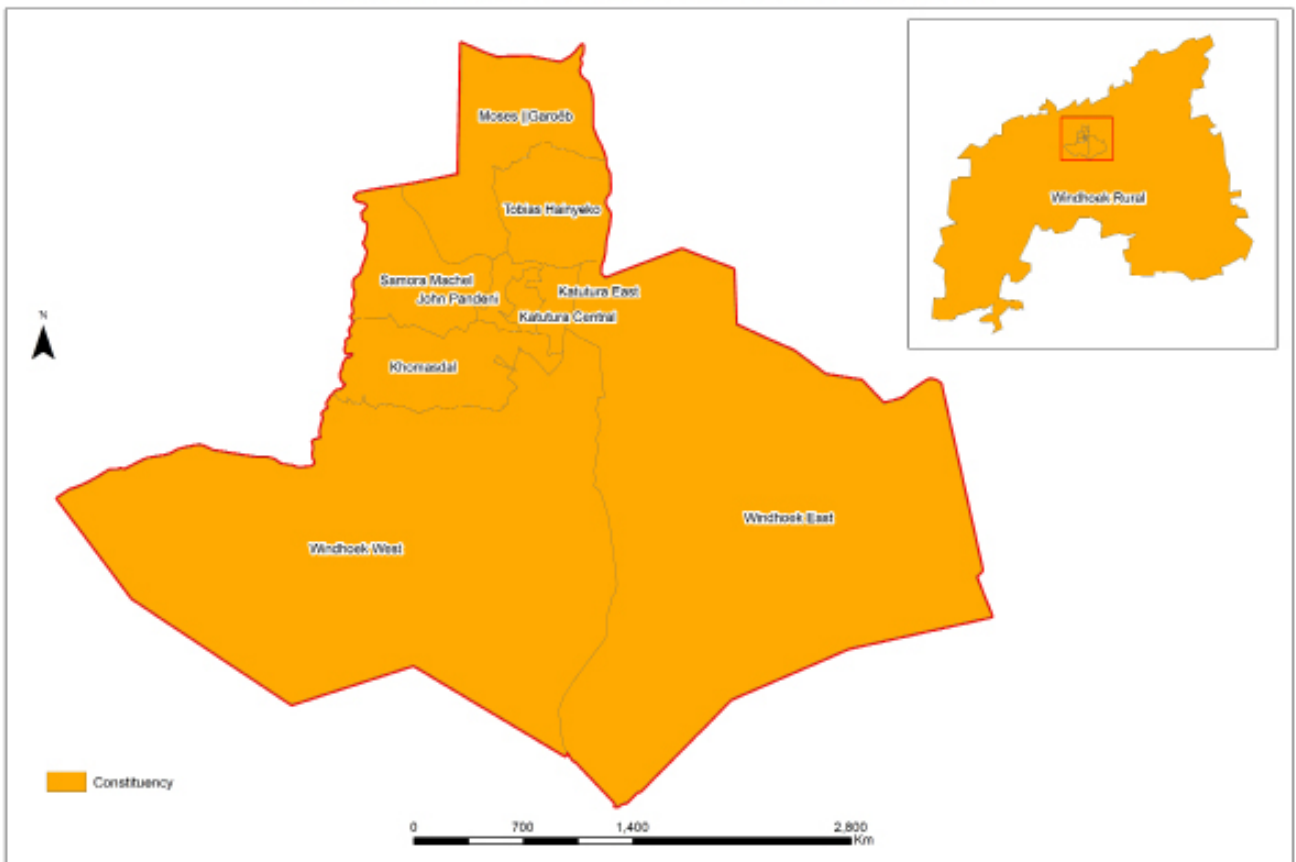 Moses ||Garoëb
Tobias Hainyeko
Windhoek Rural
Samora Machel
John Pandeni
Katutura East
Katutura Central
N
Khomasdal
Windhoek East
Windhoek West
Constituency
0 700 1,400 2,800
Km